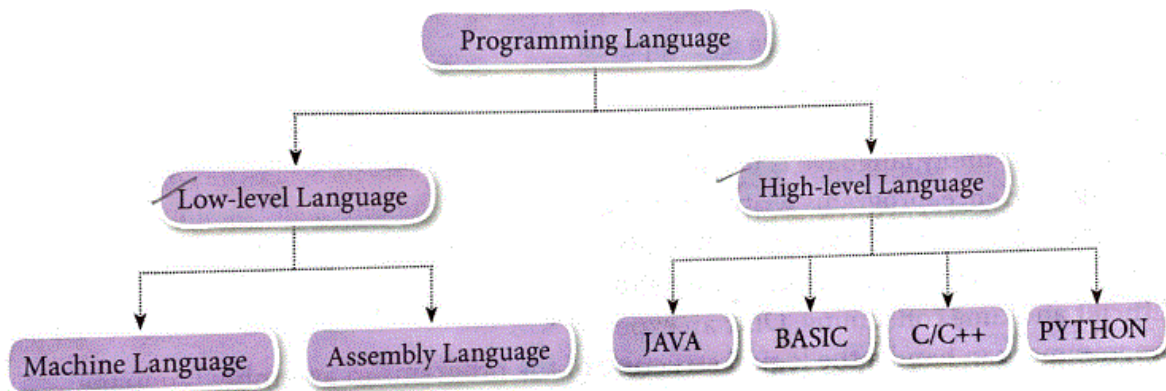 Programming Language
Low-level Language
High-level Language
Machine Language
Assembly Language
JAVA
BASIC
C/C++
PYTHON